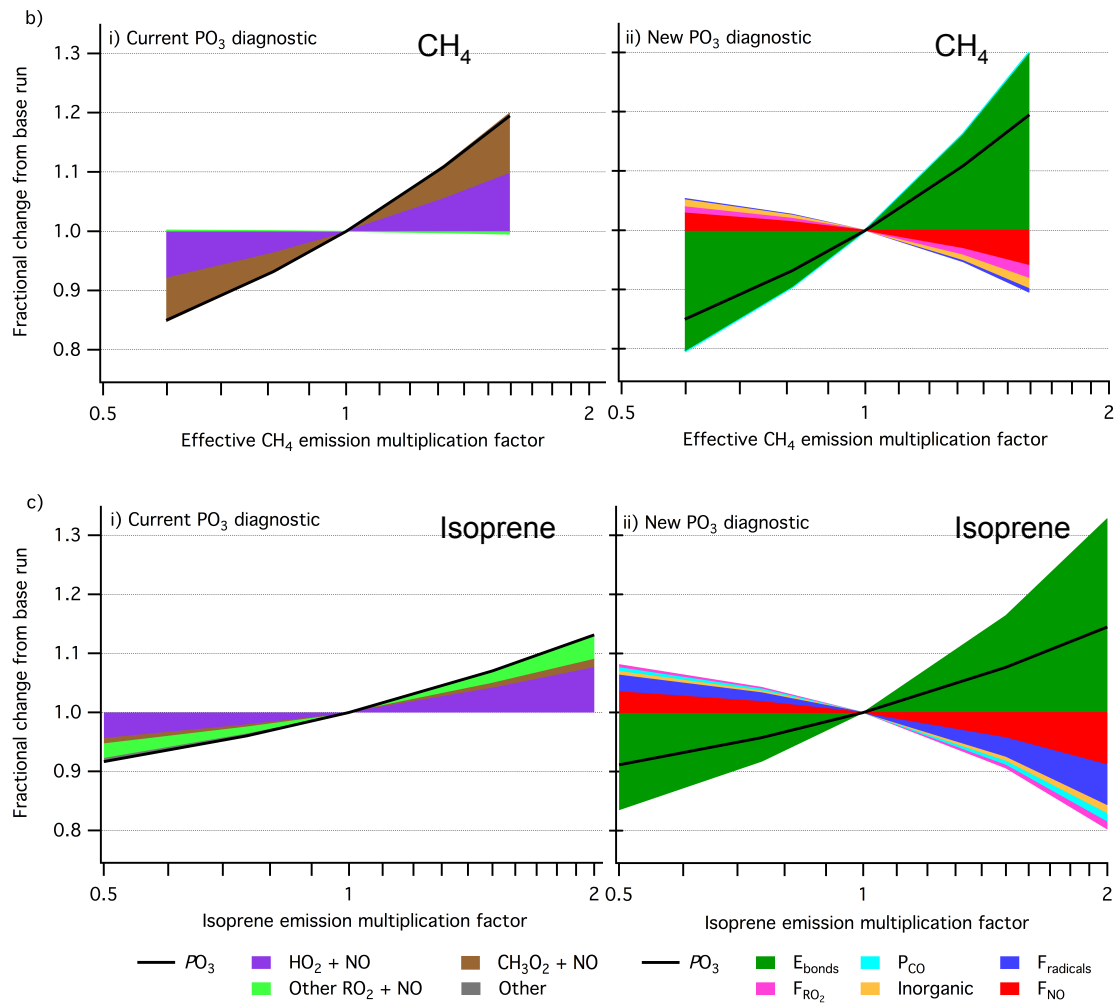 b)
i) Current PO₃ diagnostic
CH₄
ii) New PO₃ diagnostic
CH₄
Fractional change from base run
1.3
1.2
1.1
1.0
0.9
0.8
0.5 1 2
0.5 1 2
Effective CH₄ emission multiplication factor
Effective CH₄ emission multiplication factor
c)
i) Current PO₃ diagnostic
Isoprene
ii) New PO₃ diagnostic
Isoprene
Fractional change from base run
1.3
1.2
1.1
1.0
0.9
0.8
0.5 1 2
0.5 1 2
Isoprene emission multiplication factor
Isoprene emission multiplication factor
PO₃ HO₂ + NO CH₃O₂ + NO
Other RO₂ + NO Other
PO₃ E_bonds P_CO F_radicals
F_RO₂ Inorganic F_NO